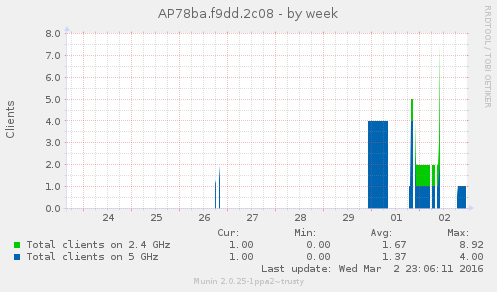 AP78ba.f9dd.2c08 - by week
RRDTOOL / TOBI OETIKER
Clients
8.0
7.0
6.0
5.0
4.0
3.0
2.0
1.0
0.0
24 25 26 27 28 29 01 02
Cur: Min: Avg: Max:
Total clients on 2.4 GHz 1.00 0.00 1.67 8.92
Total clients on 5 GHz 1.00 0.00 1.37 4.00
Last update: Wed Mar 2 23:06:11 2016
Munin 2.0.25-1ppa2~trusty